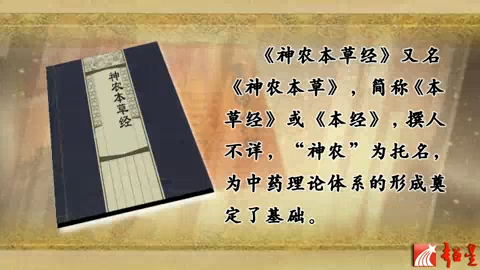 神农本草经
《神农本草经》又名
《神农本草》，简称《本
草经》或《本经》,撰人
不详，“神农”为托名，
为中药理论体系的形成奠
定了基础。